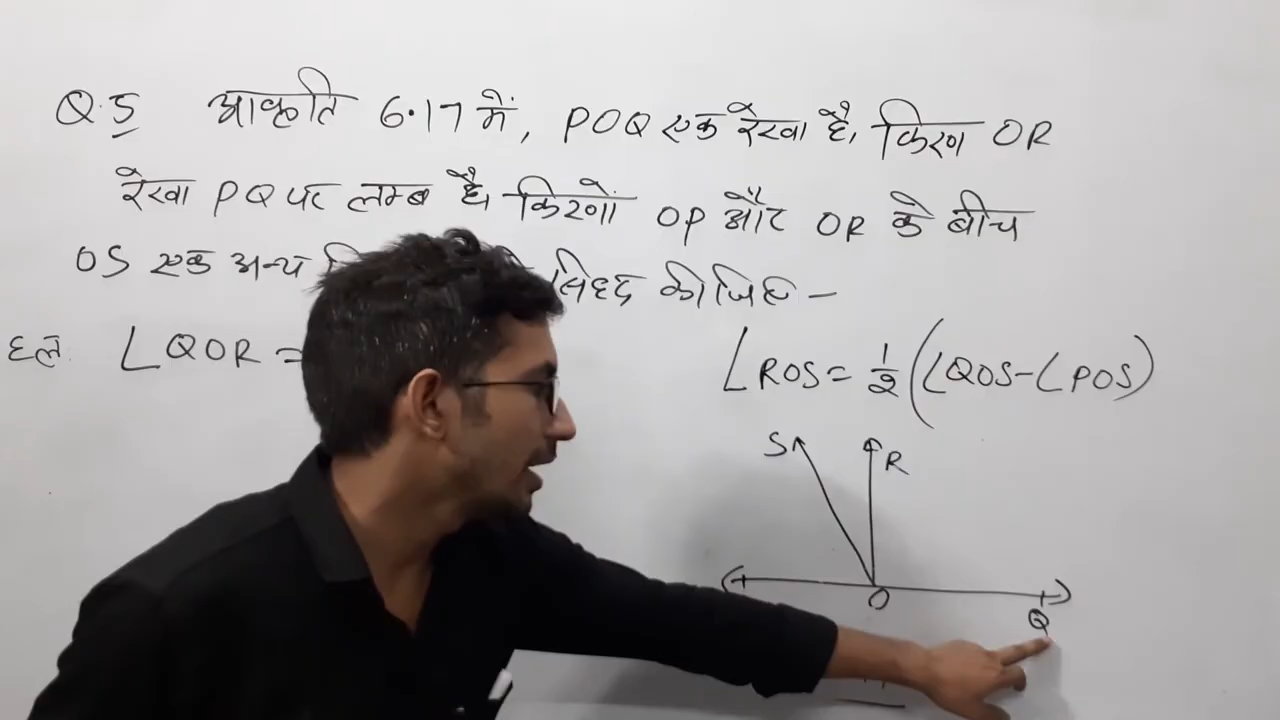 Q.5 आकृति 6.17 में, POQ एक रेखा है, किरण OR
रेखा PQ पर लम्ब है, किरणों OP और OR के बीच
OS एक अन्य सिध्द कीजिए -
हल ∠QOR =
∠ROS = 1/2 (∠QOS - ∠POS)
S
R
O
Q